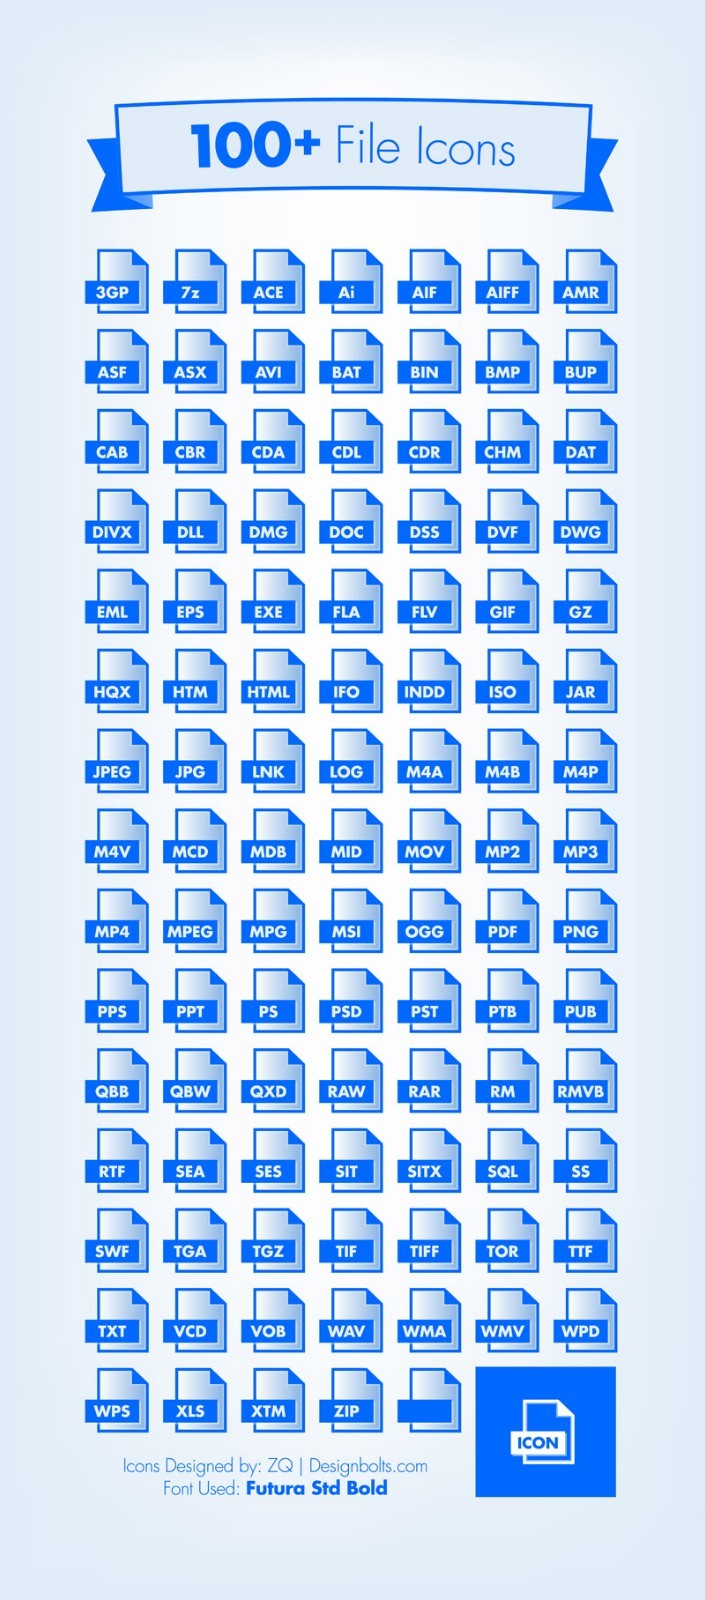 100+ File Icons
3GP 7z ACE Ai AIF AIFF AMR
ASF ASX AVI BAT BIN BMP BUP
CAB CBR CDA CDL CDR CHM DAT
DIVX DLL DMG DOC DSS DVF DWG
EML EPS EXE FLA FLV GIF GZ
HQX HTM HTML IFO INDD ISO JAR
JPEG JPG LNK LOG M4A M4B M4P
M4V MCD MDB MID MOV MP2 MP3
MP4 MPEG MPG MSI OGG PDF PNG
PPS PPT PS PSD PST PTB PUB
QBB QBW QXD RAW RAR RM RMVB
RTF SEA SES SIT SITX SQL SS
SWF TGA TGZ TIF TIFF TOR TTF
TXT VCD VOB WAV WMA WMV WPD
WPS XLS XTM ZIP
ICON
Icons Designed by: ZQ | Designbolts.com
Font Used: Futura Std Bold